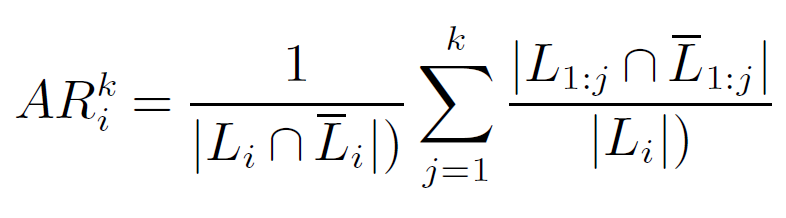 $AR_i^k = \frac{1}{|L_i \cap \overline{L}_i|)} \sum_{j=1}^{k} \frac{|L_{1:j} \cap \overline{L}_{1:j}|}{|L_i|)}$